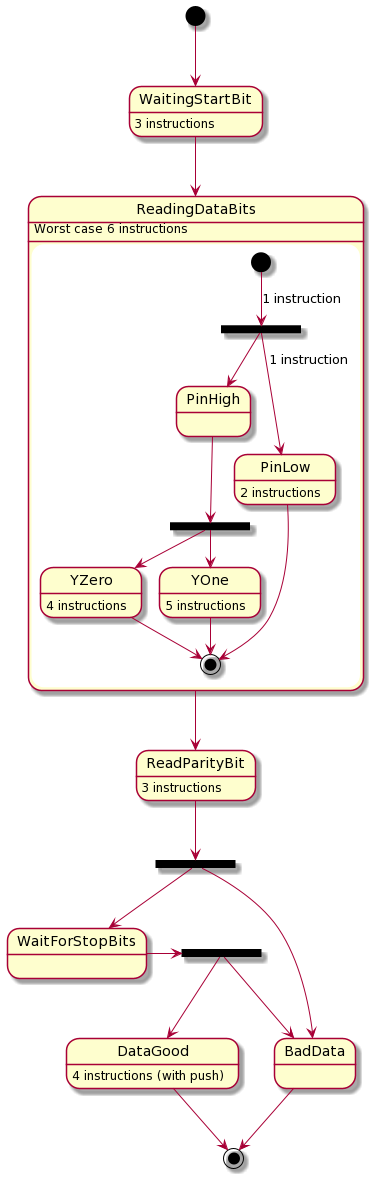 WaitingStartBit
3 instructions
ReadingDataBits
Worst case 6 instructions
1 instruction
1 instruction
PinHigh
PinLow
2 instructions
YZero
4 instructions
YOne
5 instructions
ReadParityBit
3 instructions
WaitForStopBits
DataGood
4 instructions (with push)
BadData